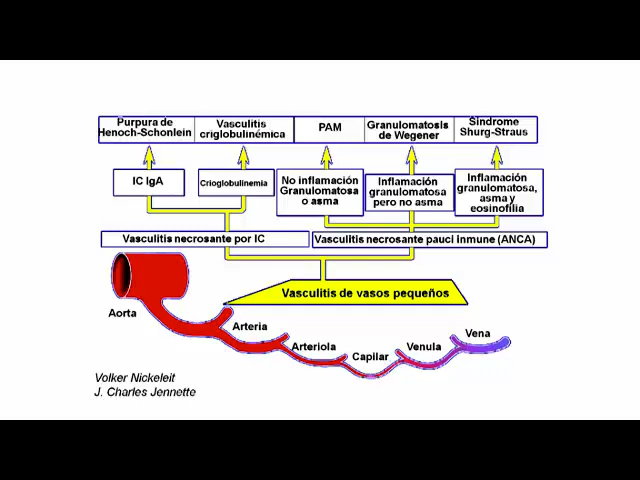 Purpura de
Henoch-Schonlein
Vasculitis
criglobulinémica
PAM
Granulomatosis
de Wegener
Síndrome
Shurg-Straus
IC IgA
Crioglobulinemia
No inflamación
Granulomatosa
o asma
Inflamación
granulomatosa
pero no asma
Inflamación
granulomatosa,
asma y
eosinofilia
Vasculitis necrosante por IC
Vasculitis necrosante pauci inmune (ANCA)
Vasculitis de vasos pequeños
Aorta
Arteria
Arteriola
Capilar
Venula
Vena
Volker Nickeleit
J. Charles Jennette